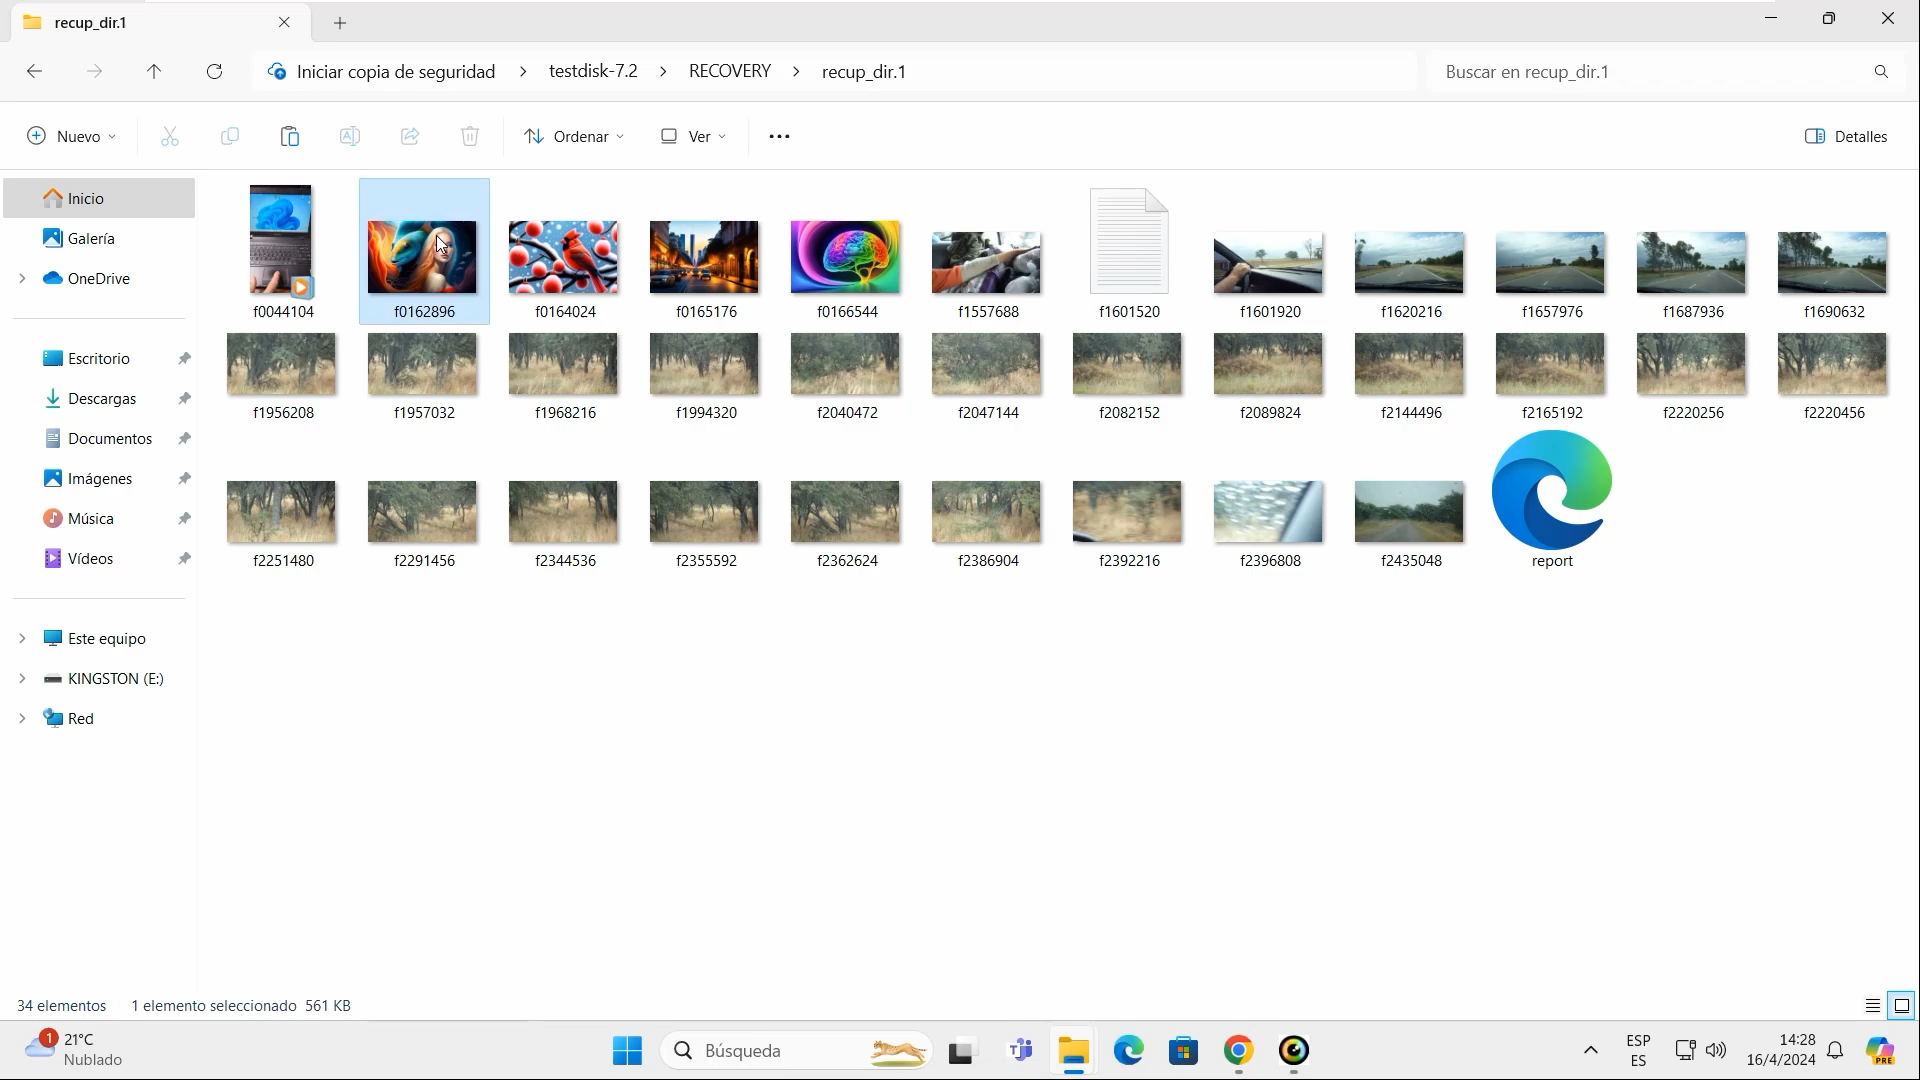 recup_dir.1
Iniciar copia de seguridad > testdisk-7.2 > RECOVERY > recup_dir.1
Buscar en recup_dir.1
Nuevo
Ordenar
Ver
Detalles
Inicio
Galería
OneDrive
Escritorio
Descargas
Documentos
Imágenes
Música
Vídeos
Este equipo
KINGSTON (E:)
Red
f0044104 f0162896 f0164024 f0165176 f0166544 f1557688 f1601520 f1601920 f1620216 f1657976 f1687936 f1690632
f1956208 f1957032 f1968216 f1994320 f2040472 f2047144 f2082152 f2089824 f2144496 f2165192 f2220256 f2220456
f2251480 f2291456 f2344536 f2355592 f2362624 f2386904 f2392216 f2396808 f2435048 report
34 elementos 1 elemento seleccionado 561 KB
1
21°C
Nublado
Búsqueda
ESP
ES
14:28
16/4/2024
PRE